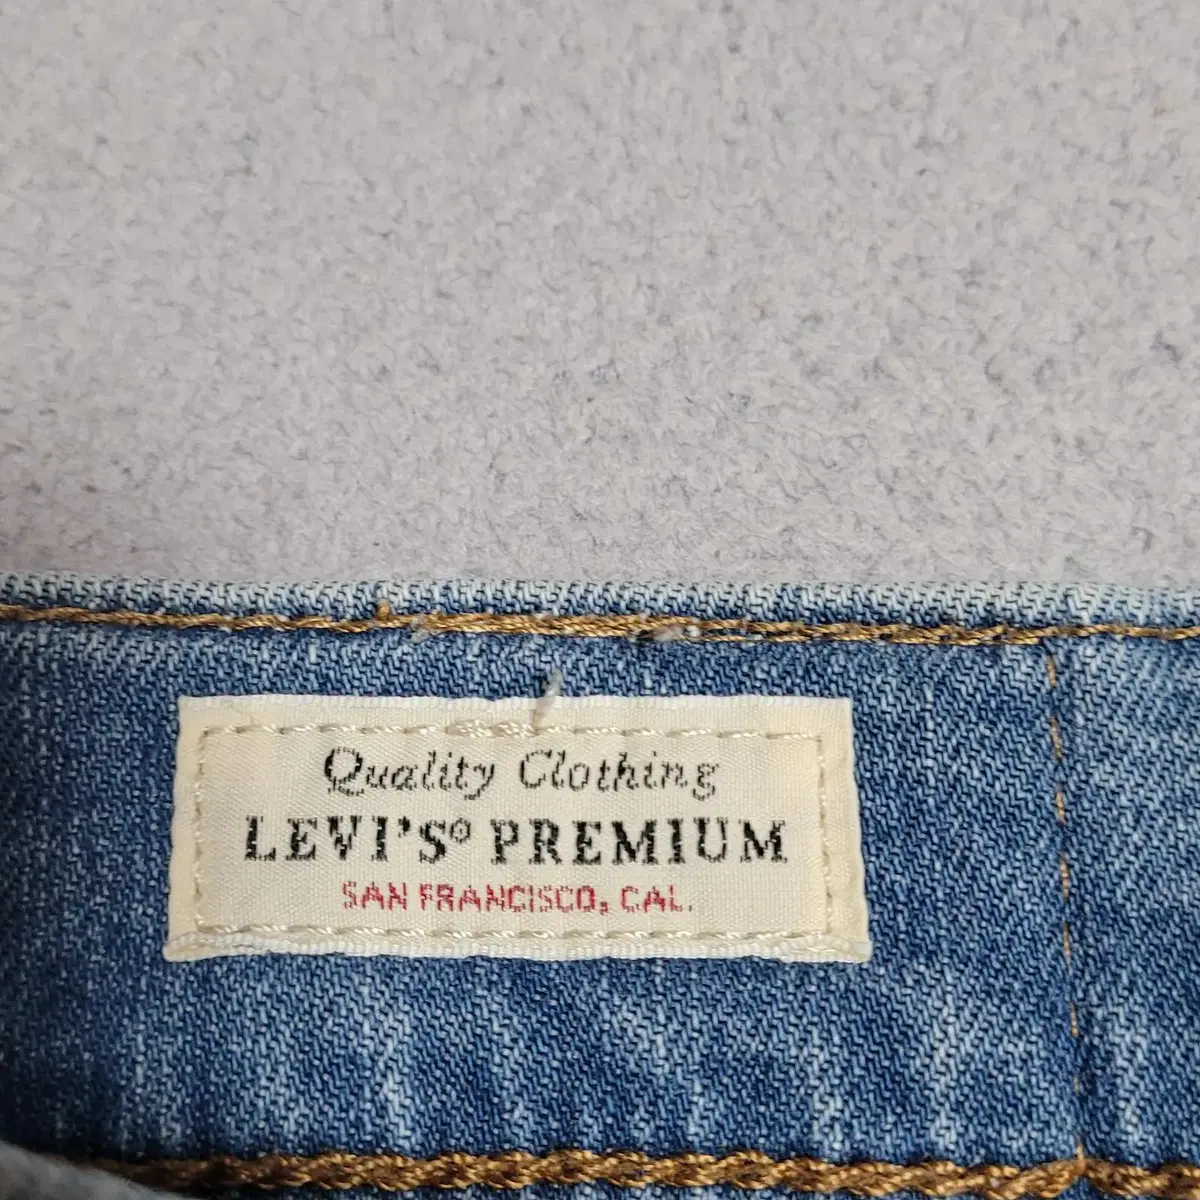 Quality Clothing
LEVI'S® PREMIUM
SAN FRANCISCO, CAL.